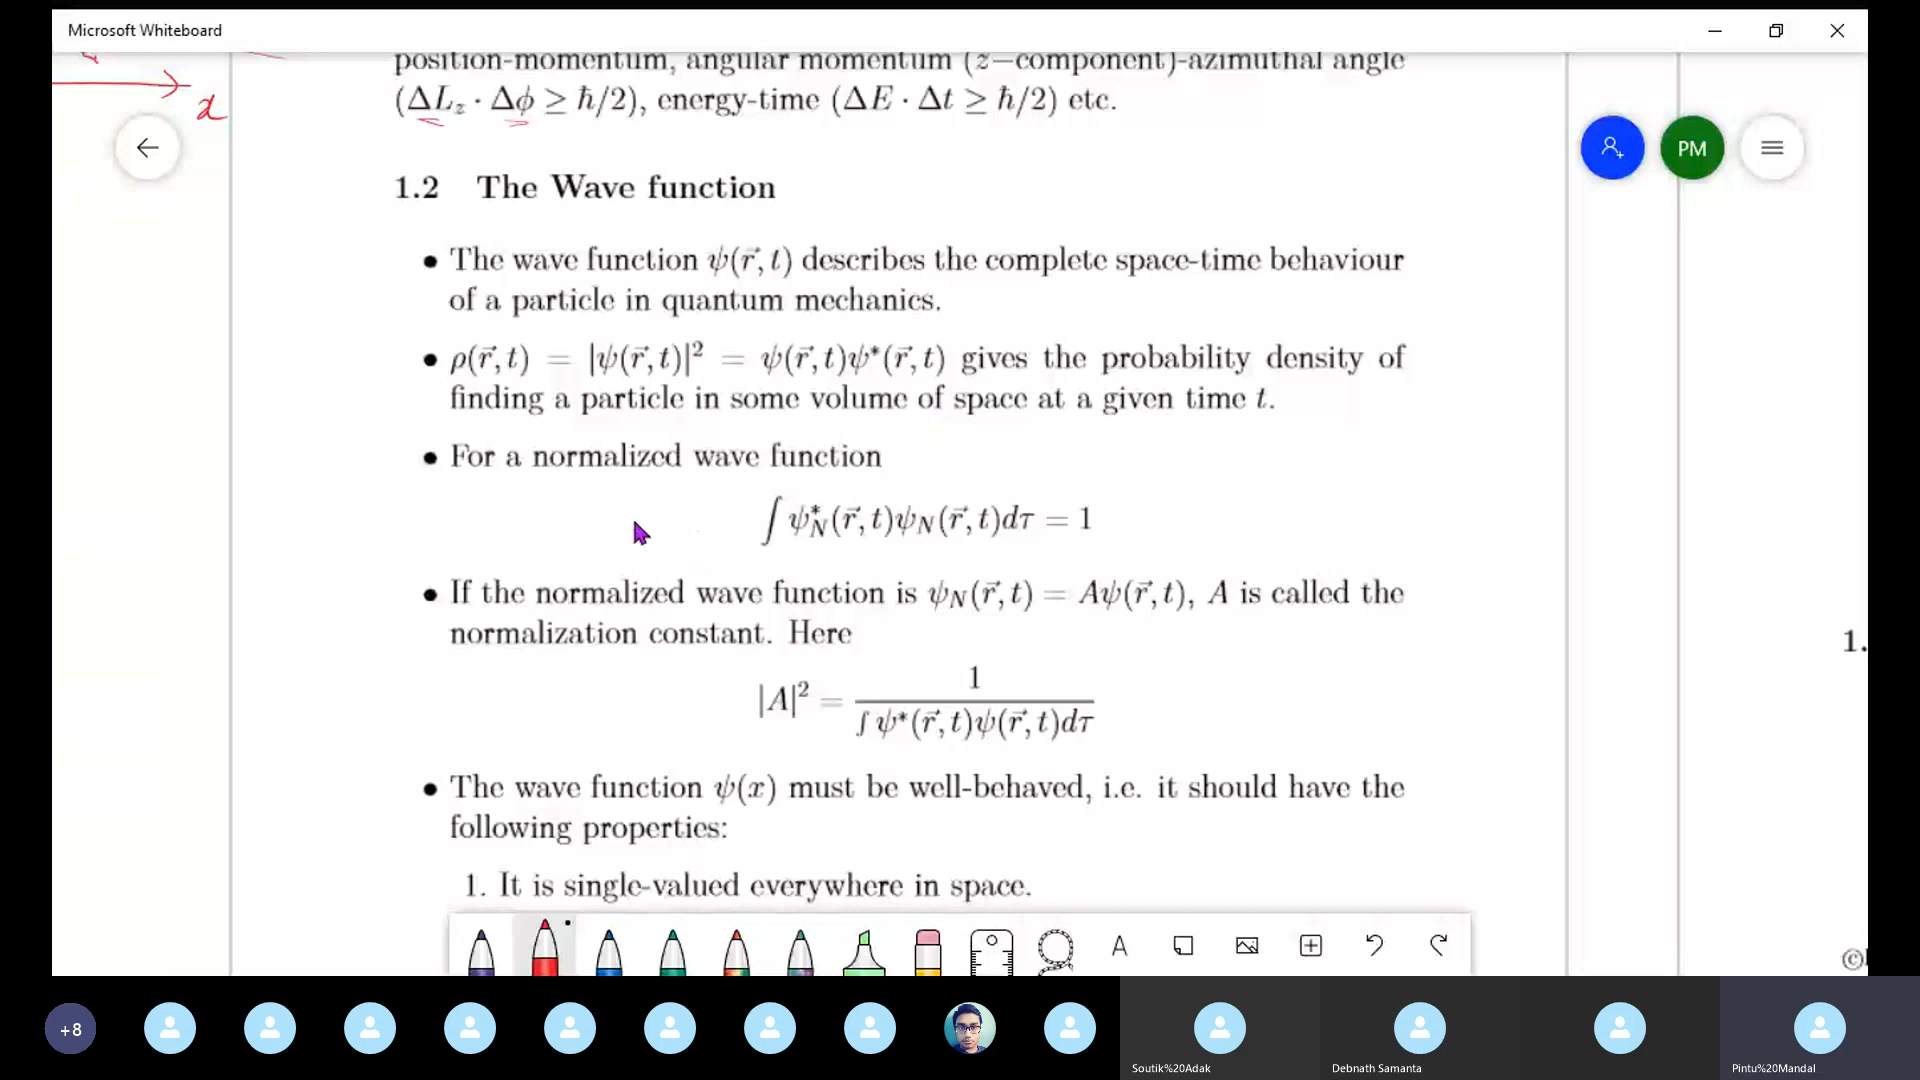 Microsoft Whiteboard
position-momentum, angular momentum (z−component)-azimuthal angle
(ΔL_z · Δϕ ≥ ħ/2), energy-time (ΔE · Δt ≥ ħ/2) etc.
x
PM
1.2 The Wave function
• The wave function ψ(r⃗, t) describes the complete space-time behaviour
of a particle in quantum mechanics.
• ρ(r⃗, t) = |ψ(r⃗, t)|² = ψ(r⃗, t)ψ*(r⃗, t) gives the probability density of
finding a particle in some volume of space at a given time t.
• For a normalized wave function
∫ ψ*_N(r⃗, t)ψ_N(r⃗, t)dτ = 1
• If the normalized wave function is ψ_N(r⃗, t) = Aψ(r⃗, t), A is called the
normalization constant. Here
1.
|A|² = 1 / ∫ ψ*(r⃗, t)ψ(r⃗, t)dτ
• The wave function ψ(x) must be well-behaved, i.e. it should have the
following properties:
1. It is single-valued everywhere in space.
A
©
+8
Soutik%20Adak
Debnath Samanta
Pintu%20Mandal